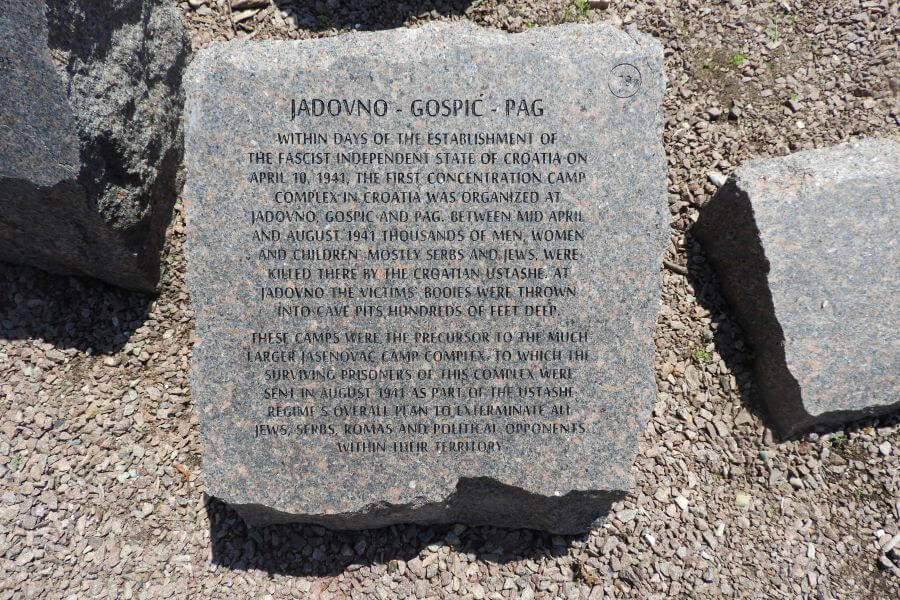 78
JADOVNO - GOSPIĆ - PAG
WITHIN DAYS OF THE ESTABLISHMENT OF
THE FASCIST INDEPENDENT STATE OF CROATIA ON
APRIL 10, 1941, THE FIRST CONCENTRATION CAMP
COMPLEX IN CROATIA WAS ORGANIZED AT
JADOVNO, GOSPIC AND PAG. BETWEEN MID APRIL
AND AUGUST 1941 THOUSANDS OF MEN, WOMEN
AND CHILDREN, MOSTLY SERBS AND JEWS, WERE
KILLED THERE BY THE CROATIAN USTASHE. AT
JADOVNO THE VICTIMS' BODIES WERE THROWN
INTO CAVE PITS HUNDREDS OF FEET DEEP.
THESE CAMPS WERE THE PRECURSOR TO THE MUCH
LARGER JASENOVAC CAMP COMPLEX, TO WHICH THE
SURVIVING PRISONERS OF THIS COMPLEX WERE
SENT IN AUGUST 1941 AS PART OF THE USTASHE
REGIME'S OVERALL PLAN TO EXTERMINATE ALL
JEWS, SERBS, ROMAS AND POLITICAL OPPONENTS
WITHIN THEIR TERRITORY.